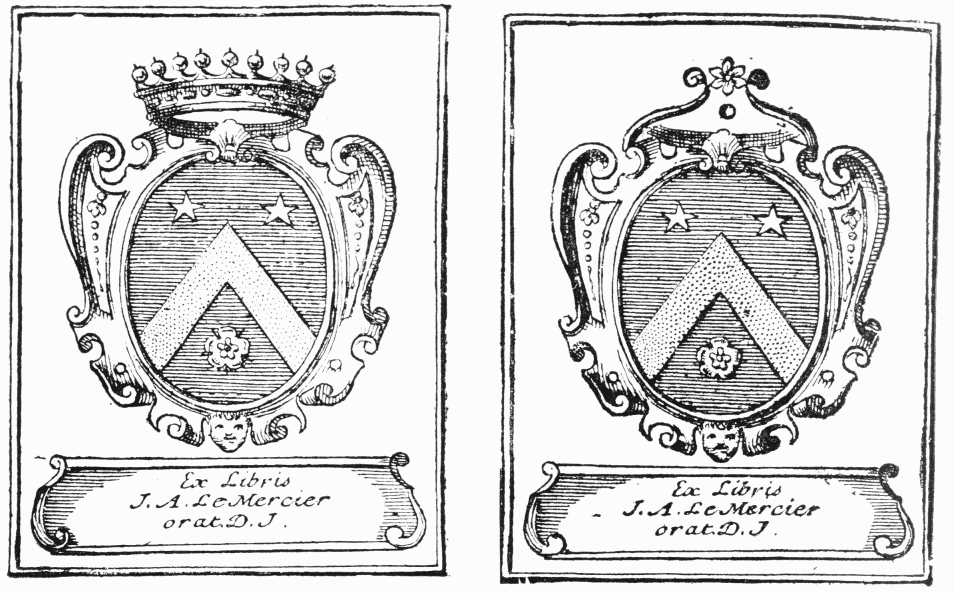 Ex Libris
J. A. Le Mercier
orat. D. J.
Ex Libris
J. A. Le Mercier
orat. D. J.